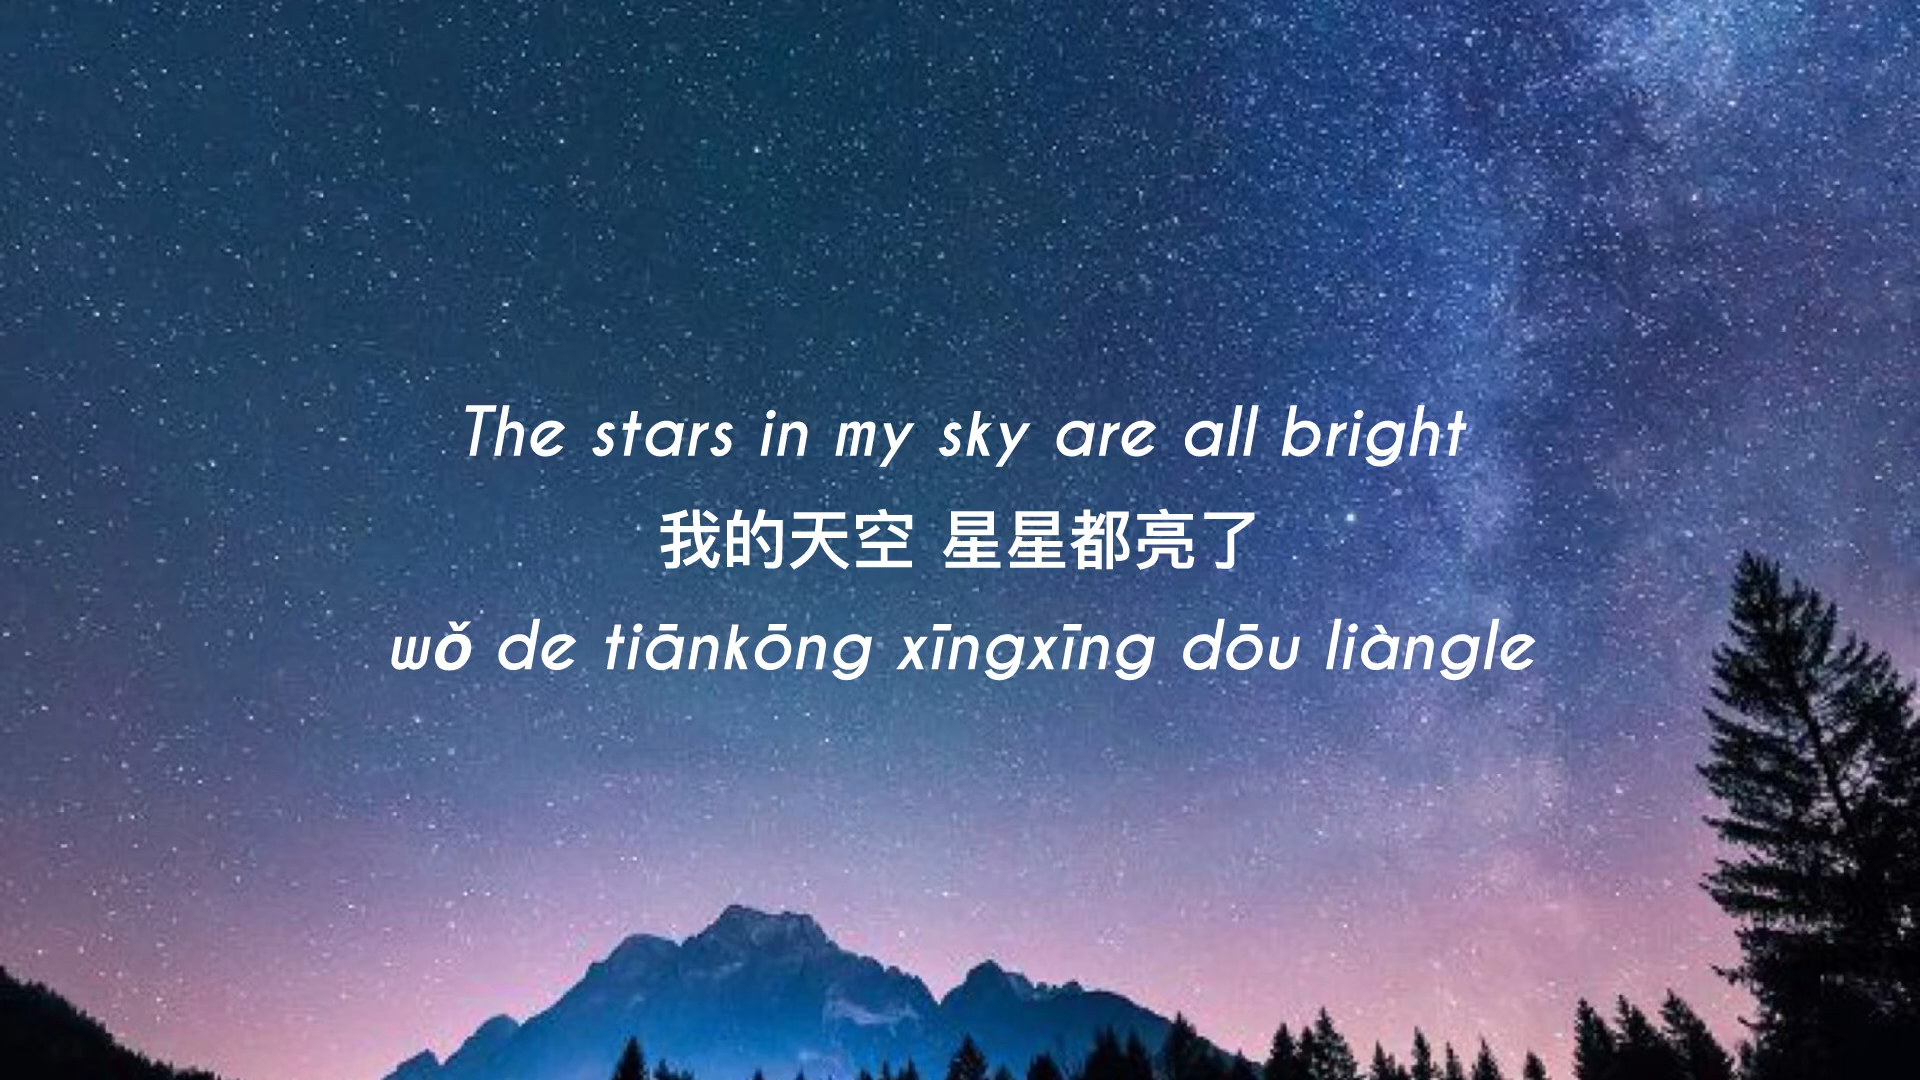 The stars in my sky are all bright
我的天空 星星都亮了
wǒ de tiānkōng xīngxīng dōu liàngle